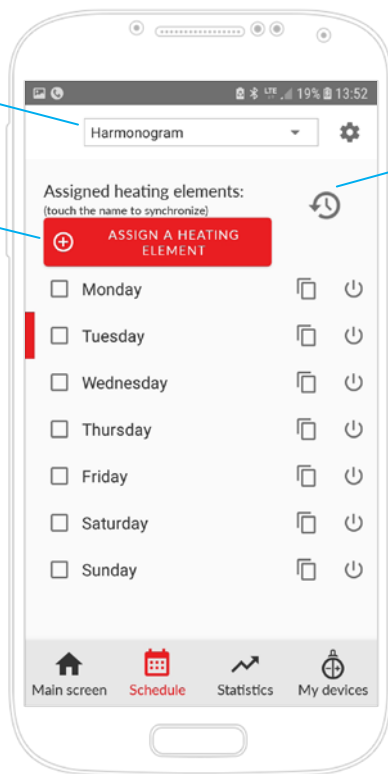 LTE 19% 13:52
Harmonogram
Assigned heating elements:
(touch the name to synchronize)
ASSIGN A HEATING
ELEMENT
Monday
Tuesday
Wednesday
Thursday
Friday
Saturday
Sunday
Main screen Schedule Statistics My devices